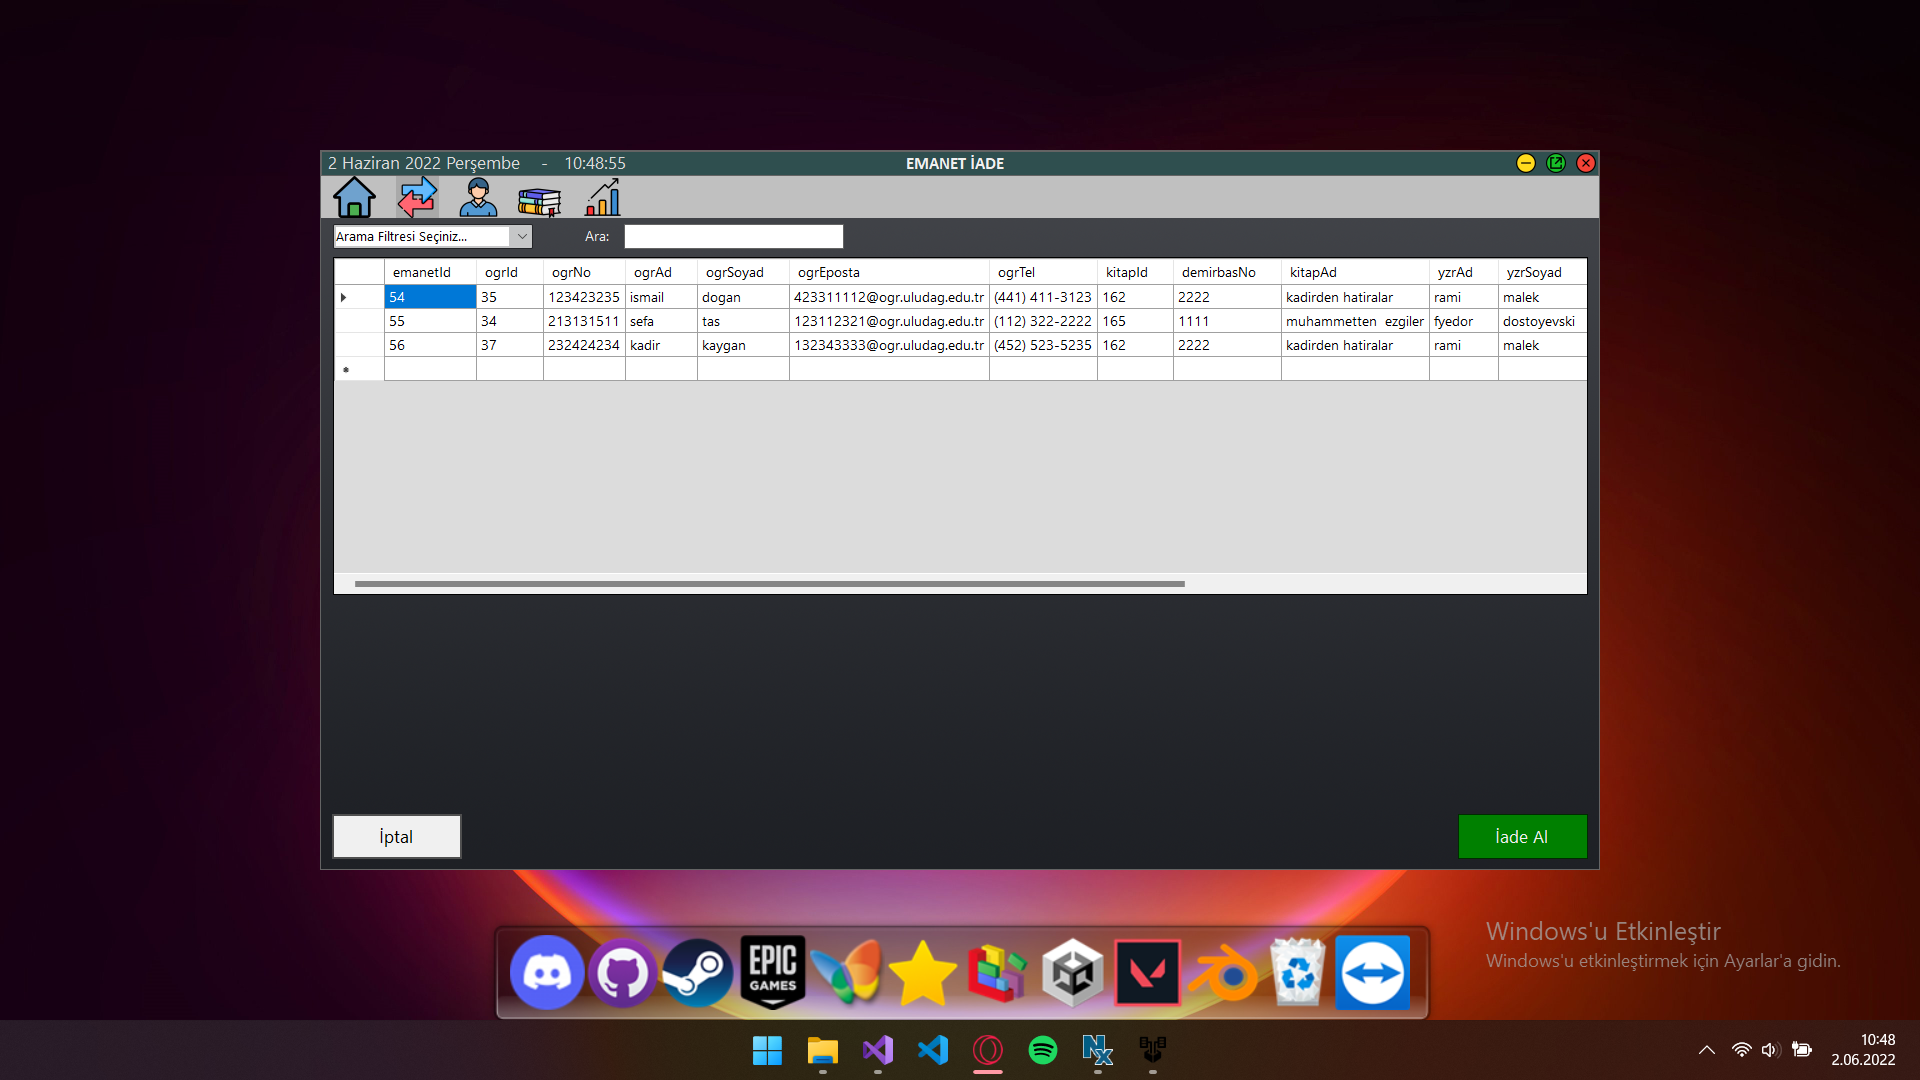 2 Haziran 2022 Perşembe - 10:48:55
EMANET İADE
Arama Filtresi Seçiniz...
Ara:
emanetId ogrId ogrNo ogrAd ogrSoyad ogrEposta ogrTel kitapId demirbasNo kitapAd yzrAd yzrSoyad
54 35 123423235 ismail dogan 423311112@ogr.uludag.edu.tr (441) 411-3123 162 2222 kadirden hatiralar rami malek
55 34 213131511 sefa tas 123112321@ogr.uludag.edu.tr (112) 322-2222 165 1111 muhammetten ezgiler fyedor dostoyevski
56 37 232424234 kadir kaygan 132343333@ogr.uludag.edu.tr (452) 523-5235 162 2222 kadirden hatiralar rami malek
İptal
İade Al
Windows'u Etkinleştir
Windows'u etkinleştirmek için Ayarlar'a gidin.
EPIC
GAMES
10:48
2.06.2022